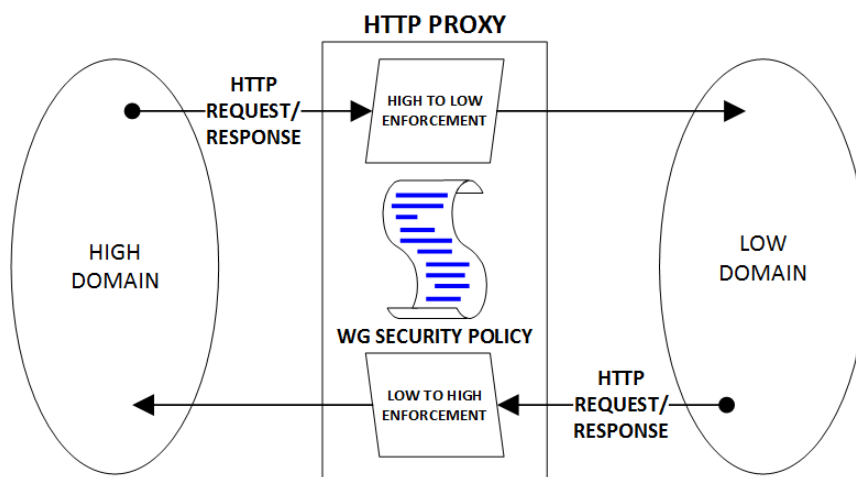 HTTP PROXY
HTTP
REQUEST/
RESPONSE
HIGH TO LOW
ENFORCEMENT
HIGH
DOMAIN
LOW
DOMAIN
WG SECURITY POLICY
LOW TO HIGH
ENFORCEMENT
HTTP
REQUEST/
RESPONSE